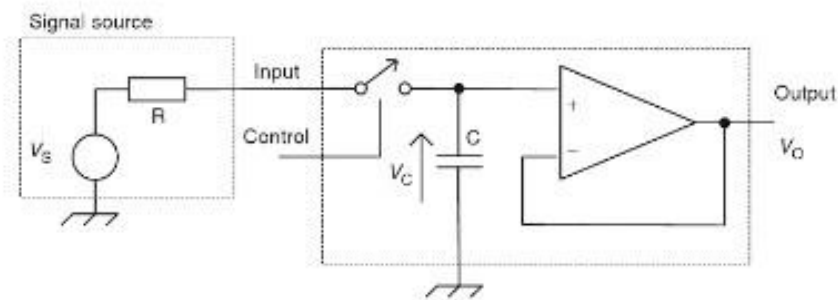 Signal source
Input
Output
R
Control
C
V_S
V_C
V_O
+
−